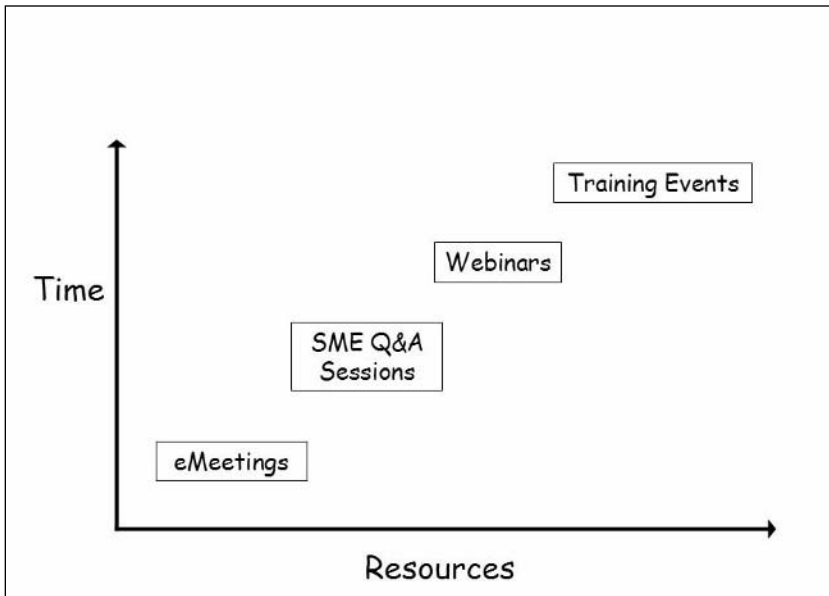 Training Events
Webinars
Time
SME Q&A
Sessions
eMeetings
Resources